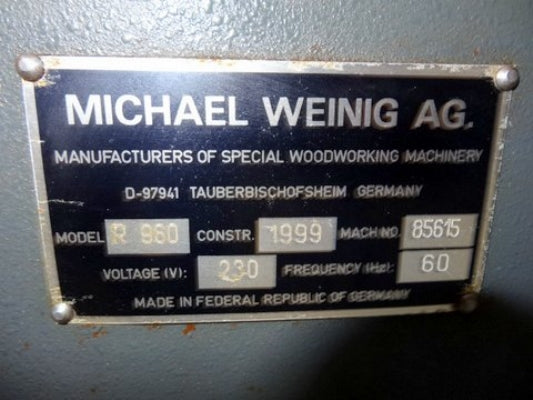 MICHAEL WEINIG AG.
MANUFACTURERS OF SPECIAL WOODWORKING MACHINERY
D-97941 TAUBERBISCHOFSHEIM GERMANY
MODEL R 960 CONSTR. 1999 MACH NO. 85615
VOLTAGE (V): 230 FREQUENCY (Hz): 60
MADE IN FEDERAL REPUBLIC OF GERMANY